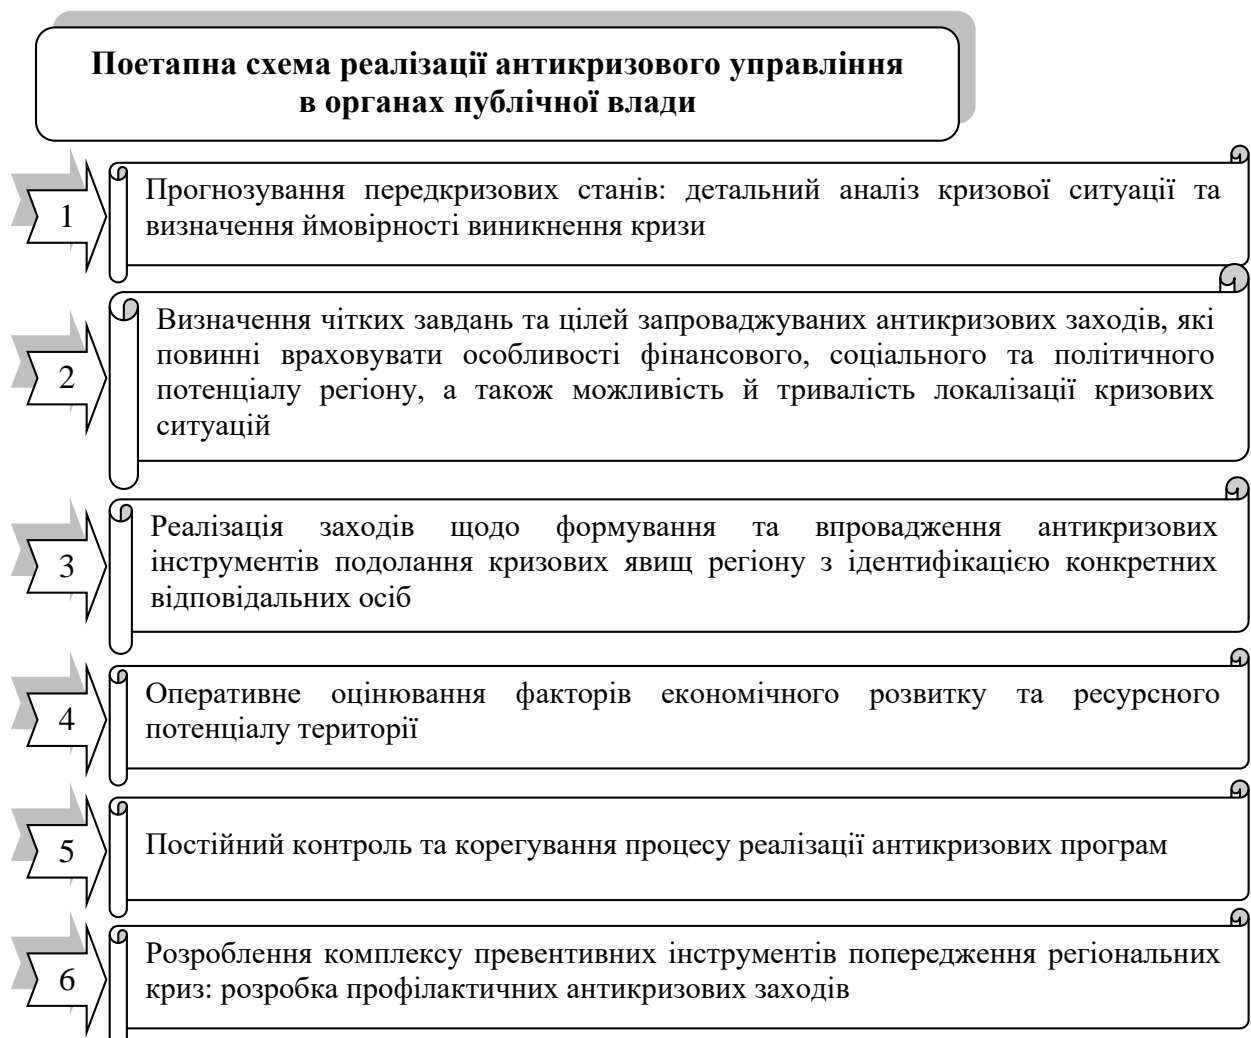 Поетапна схема реалізації антикризового управління
в органах публічної влади
1
Прогнозування передкризових станів: детальний аналіз кризової ситуації та
визначення ймовірності виникнення кризи
2
Визначення чітких завдань та цілей запроваджуваних антикризових заходів, які
повинні враховувати особливості фінансового, соціального та політичного
потенціалу регіону, а також можливість й тривалість локалізації кризових
ситуацій
3
Реалізація заходів щодо формування та впровадження антикризових
інструментів подолання кризових явищ регіону з ідентифікацією конкретних
відповідальних осіб
4
Оперативне оцінювання факторів економічного розвитку та ресурсного
потенціалу території
5
Постійний контроль та корегування процесу реалізації антикризових програм
6
Розроблення комплексу превентивних інструментів попередження регіональних
криз: розробка профілактичних антикризових заходів